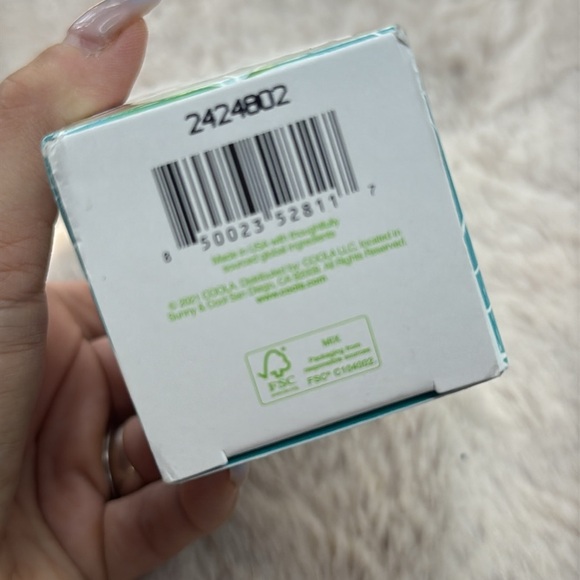 2424802
8 50023 52811 7
Made in USA with thoughtfully
sourced global ingredients
© 2021 COOLA. Distributed by: COOLA LLC, located in
Sunny & Cool San Diego, CA 92008. All Rights Reserved.
www.coola.com
MIX
Packaging from
responsible sources
FSC
FSC® C104002